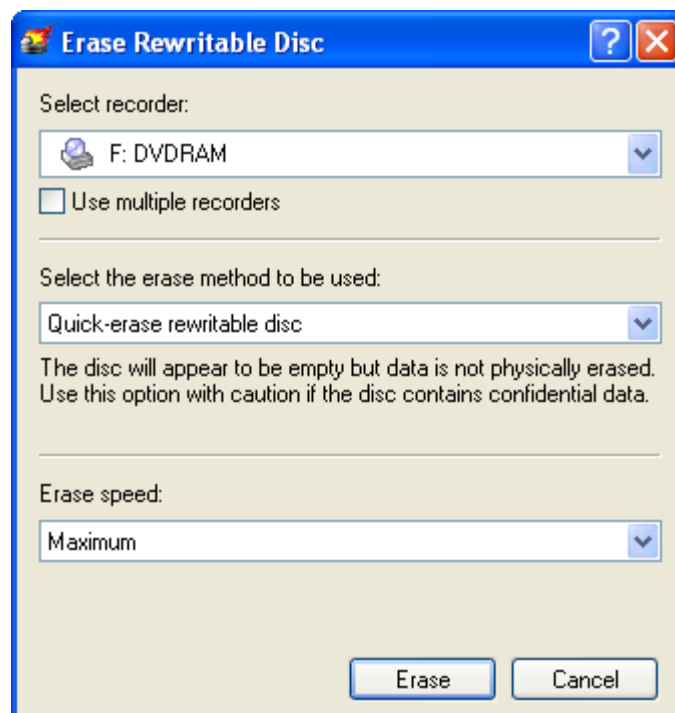 Erase Rewritable Disc
Select recorder:
F: DVDRAM
Use multiple recorders
Select the erase method to be used:
Quick-erase rewritable disc
The disc will appear to be empty but data is not physically erased.
Use this option with caution if the disc contains confidential data.
Erase speed:
Maximum
Erase Cancel